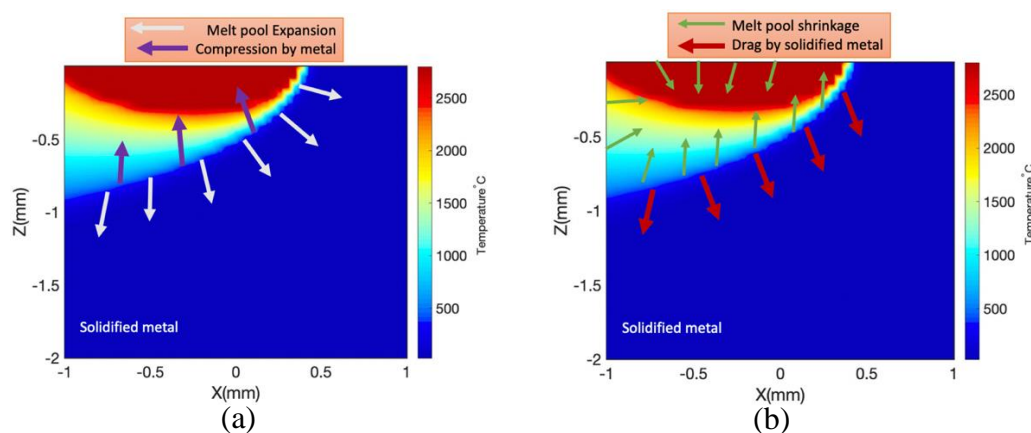 Melt pool Expansion
Compression by metal
Z(mm)
-0.5
-1
-1.5
-2
-1
-0.5
0
0.5
1
X(mm)
Solidified metal
2500
2000
1500
1000
500
Temperature°C
(a)
Melt pool shrinkage
Drag by solidified metal
Z(mm)
-0.5
-1
-1.5
-2
-1
-0.5
0
0.5
1
X(mm)
Solidified metal
2500
2000
1500
1000
500
Temperature°C
(b)